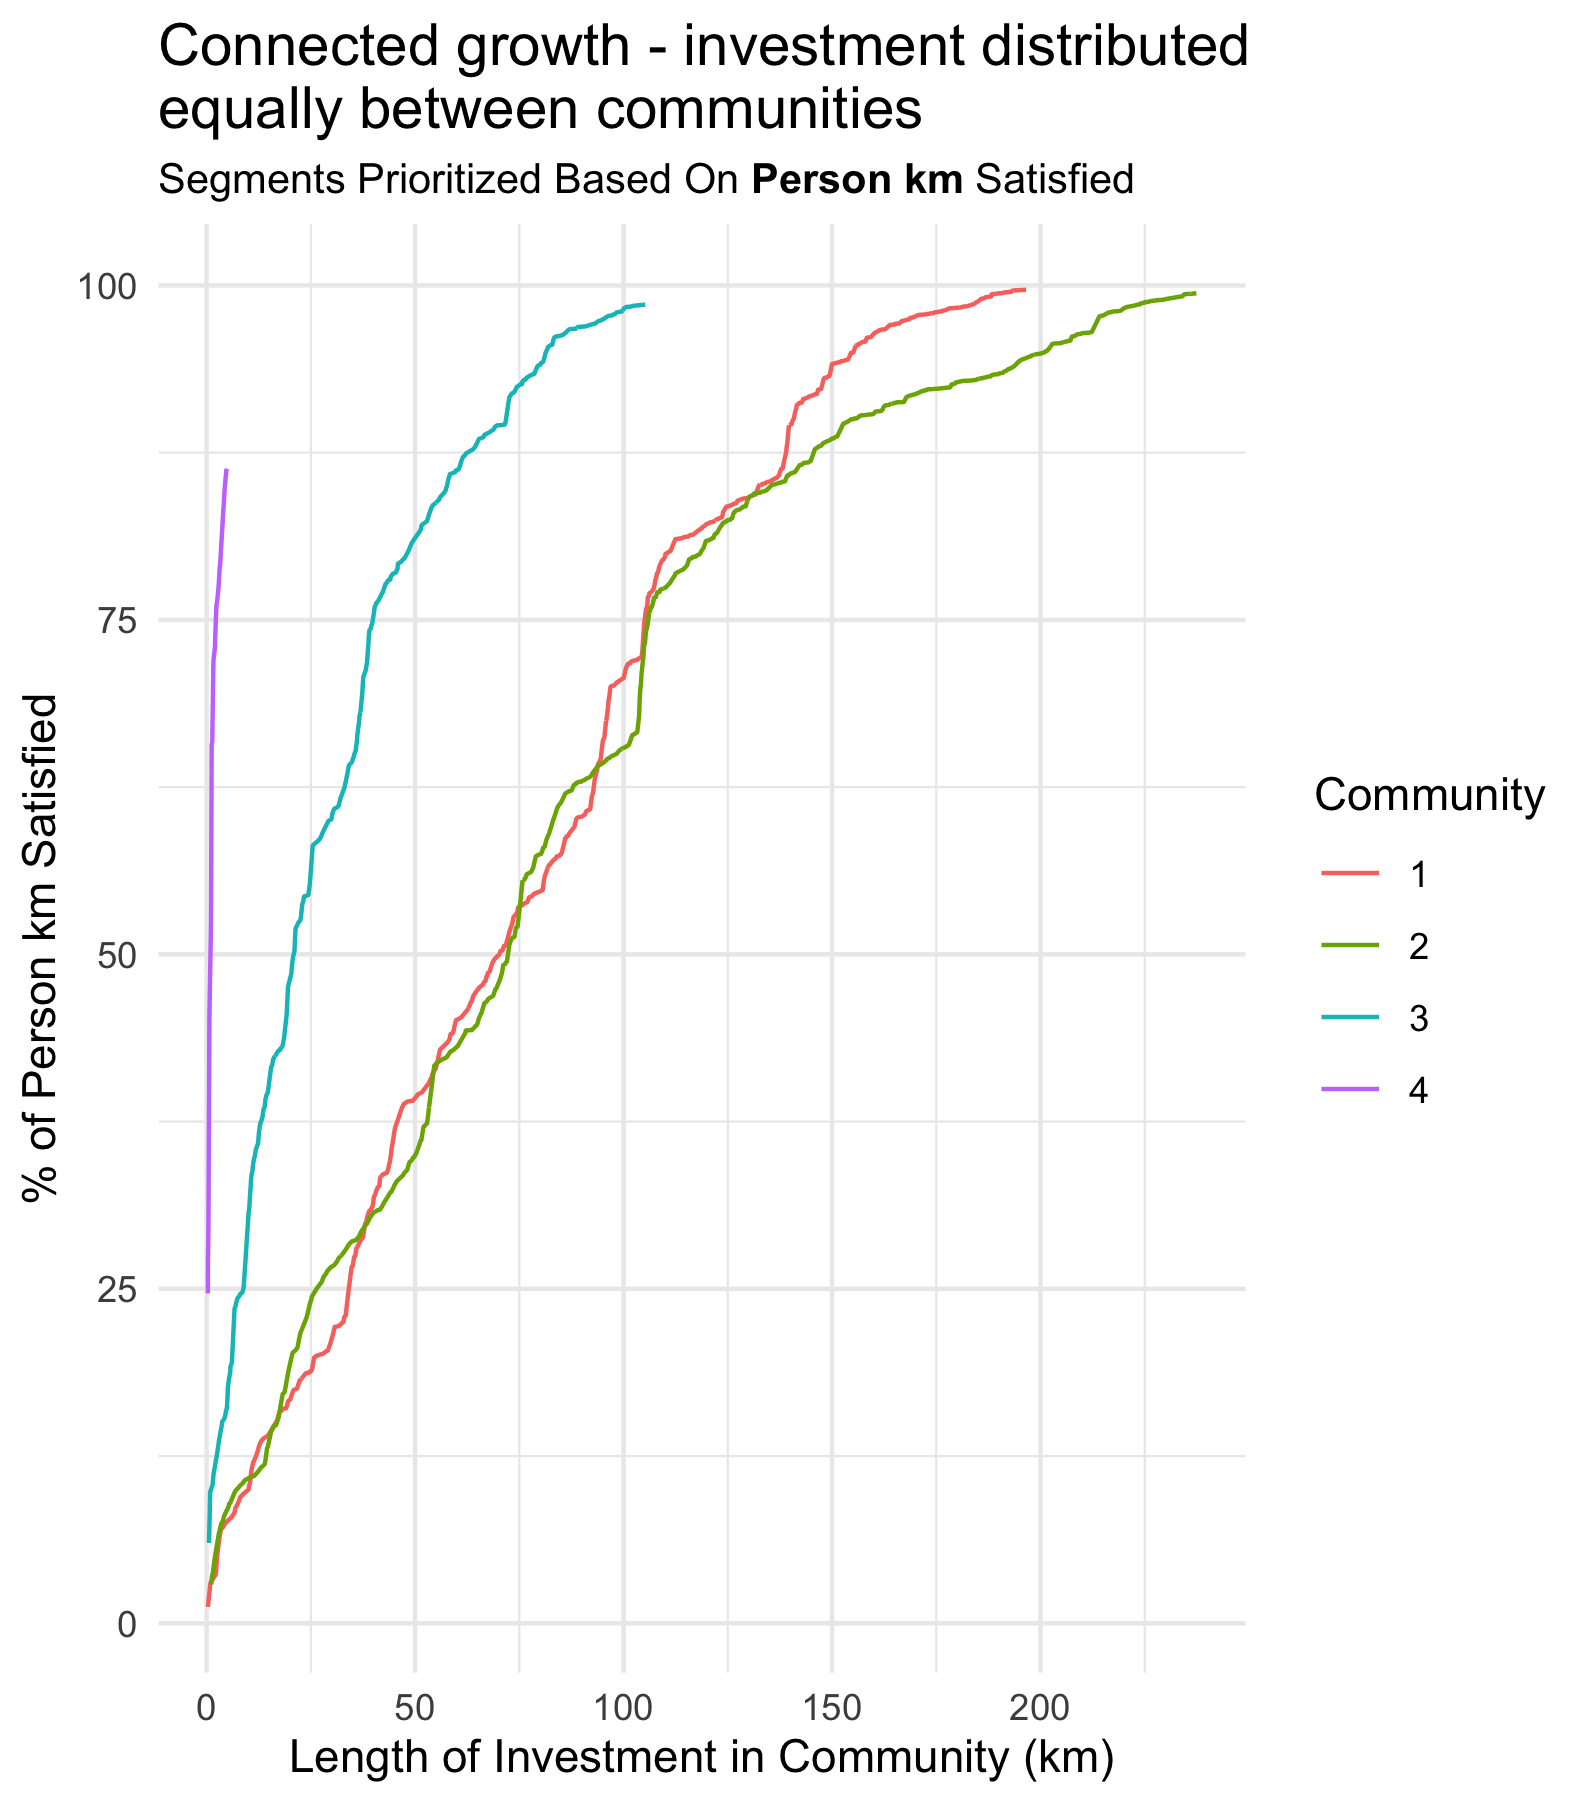 Connected growth - investment distributed
equally between communities
Segments Prioritized Based On Person km Satisfied
% of Person km Satisfied
100
75
50
25
0
0
50
100
150
200
Length of Investment in Community (km)
Community
1
2
3
4